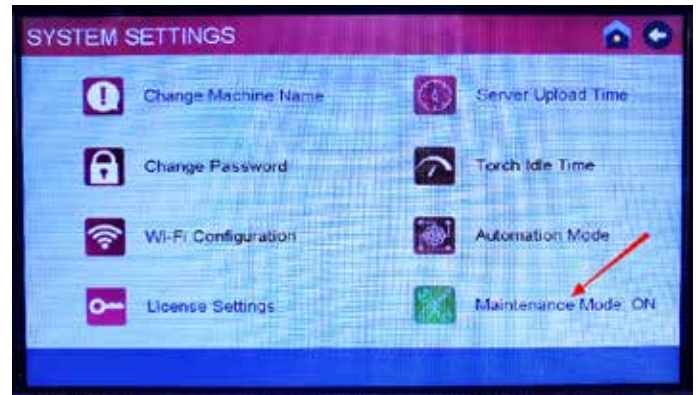 SYSTEM SETTINGS
Change Machine Name
Server Upload Time
Change Password
Torch Idle Time
Wi-Fi Configuration
Automation Mode
License Settings
Maintenance Mode: ON